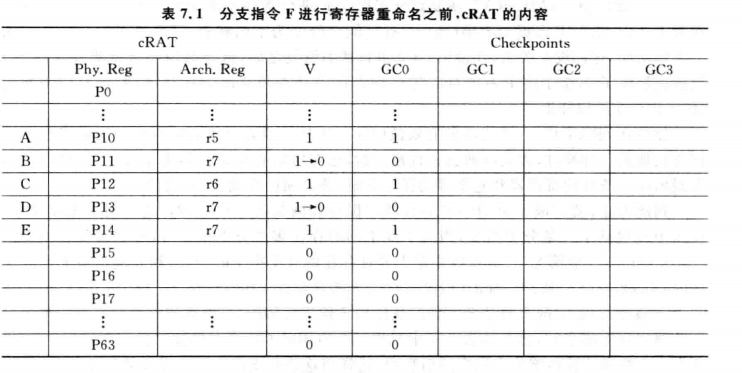 表 7.1 分支指令 F 进行寄存器重命名之前,cRAT 的内容
cRAT Checkpoints
Phy. Reg Arch. Reg V GC0 GC1 GC2 GC3
P0
⋮ ⋮ ⋮ ⋮
A P10 r5 1 1
B P11 r7 1→0 0
C P12 r6 1 1
D P13 r7 1→0 0
E P14 r7 1 1
P15 0 0
P16 0 0
P17 0 0
⋮ ⋮ ⋮ ⋮
P63 0 0